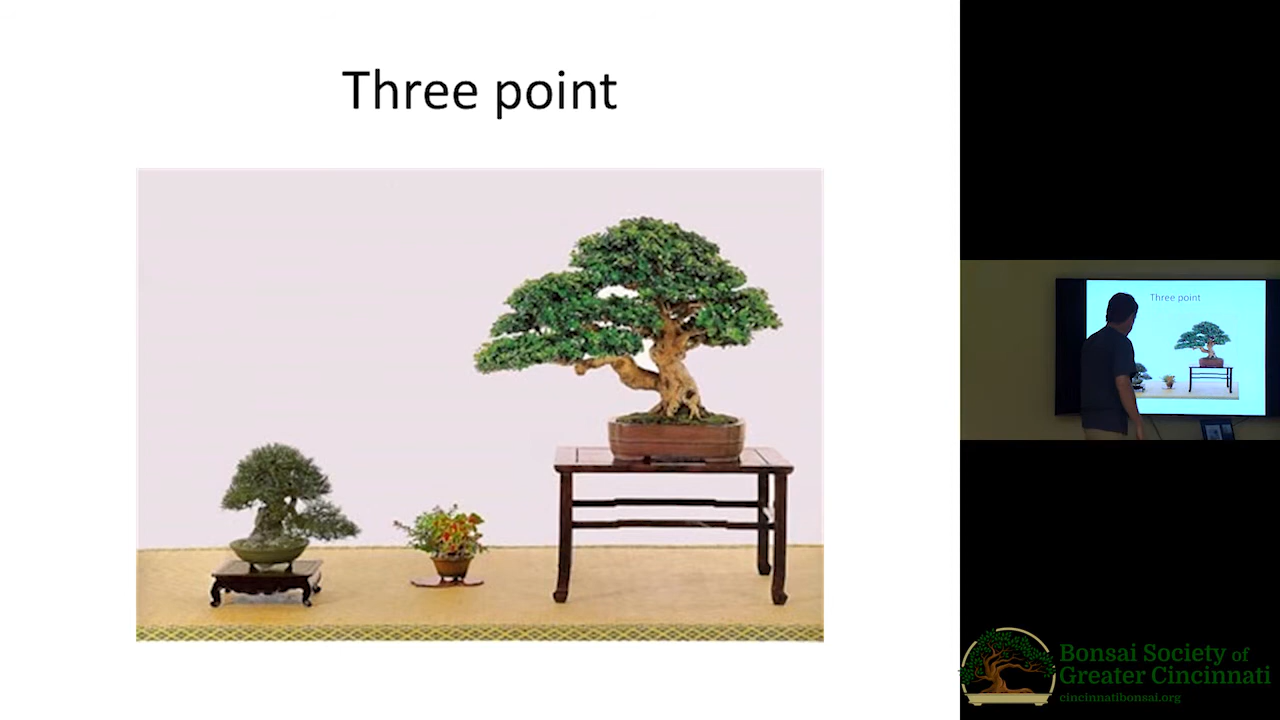 Three point
Three point
Bonsai Society of
Greater Cincinnati
cincinnatibonsai.org